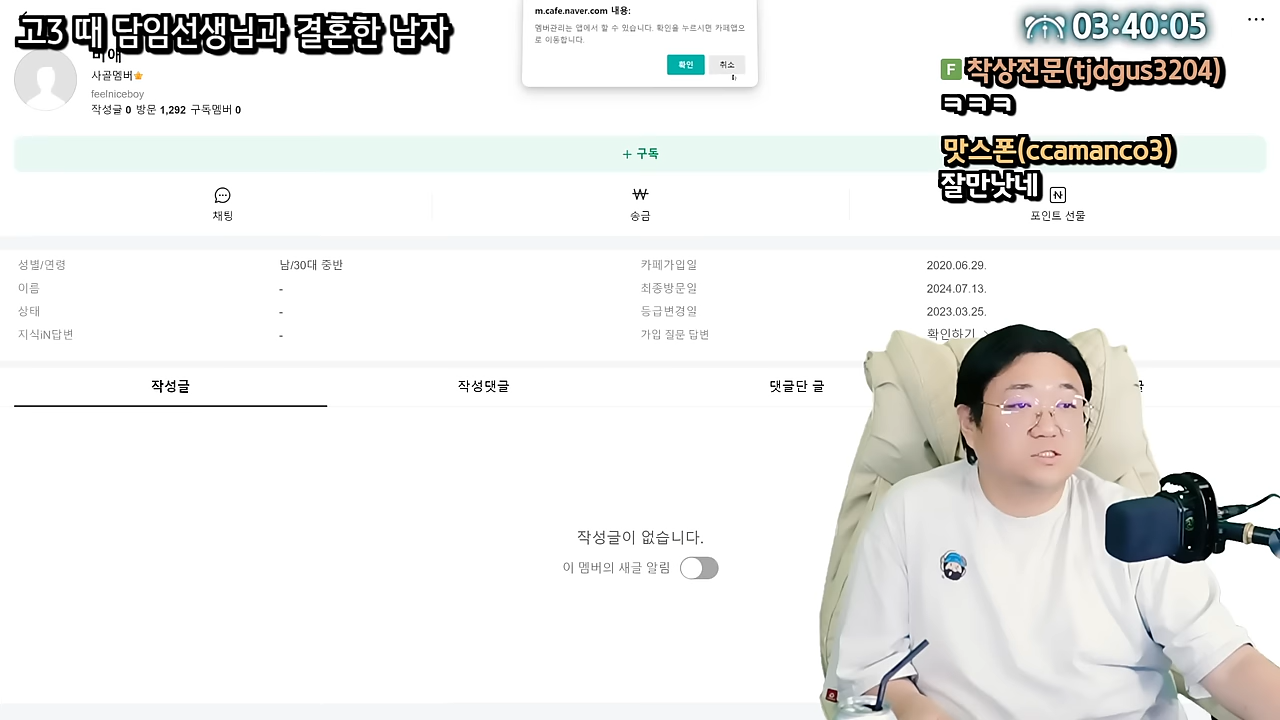 고3 때 담임선생님과 결혼한 남자
미애
사골멤버
feelniceboy
작성글 0 방문 1,292 구독멤버 0
m.cafe.naver.com 내용:
멤버관리는 앱에서 할 수 있습니다. 확인을 누르시면 카페앱으
로 이동합니다.
확인
취소
03:40:05
F 착상전문(tjdgus3204)
ㅋㅋㅋ
맛스폰(ccamanco3)
잘만낫네
+ 구독
채팅
₩
송금
N
포인트 선물
성별/연령 남/30대 중반
이름 -
상태 -
지식iN답변 -
카페가입일 2020.06.29.
최종방문일 2024.07.13.
등급변경일 2023.03.25.
가입 질문 답변 확인하기
작성글
작성댓글
댓글단 글
작성글이 없습니다.
이 멤버의 새글 알림